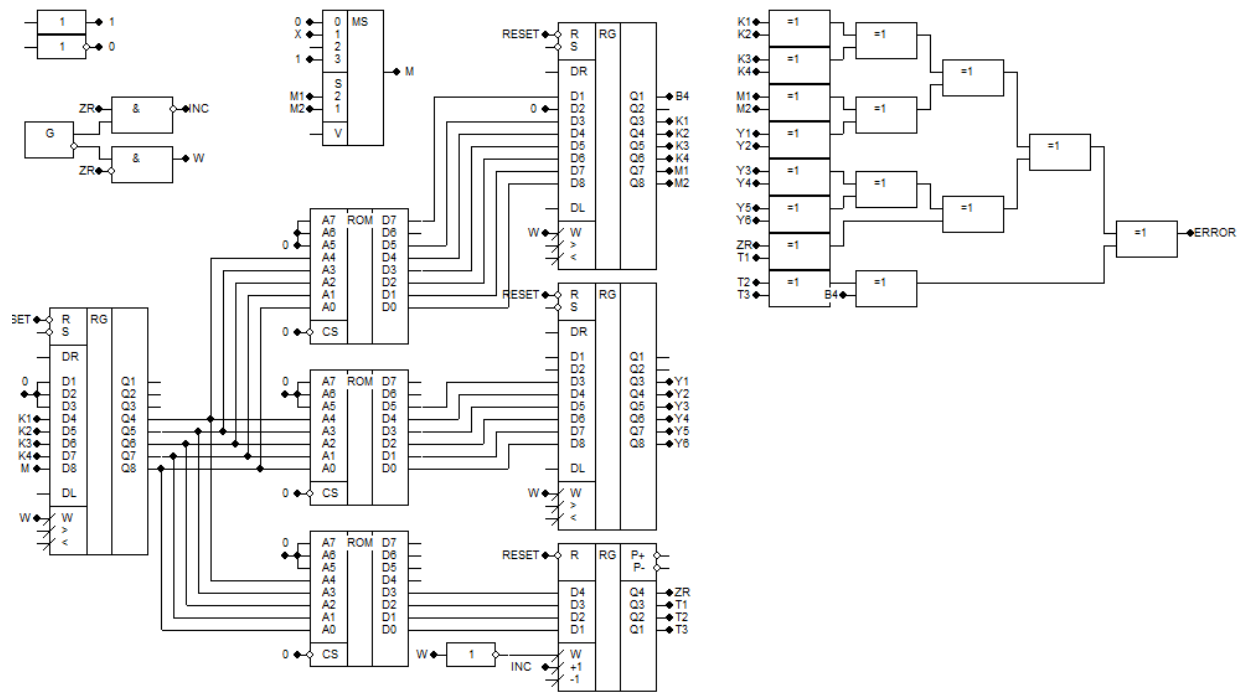 1 1
1 0
ZR & INC
G
& W
ZR
0 0 MS
X 1
2
1 3
M
S
M1 2
M2 1
V
RESET R RG
S
DR
D1 Q1 B4
0 D2 Q2
D3 Q3 K1
D4 Q4 K2
D5 Q5 K3
D6 Q6 K4
D7 Q7 M1
D8 Q8 M2
DL
W W
>
<
A7 ROM D7
A6 D6
0 A5 D5
A4 D4
A3 D3
A2 D2
A1 D1
A0 D0
0 CS
RESET R RG
S
DR
D1 Q1
D2 Q2
D3 Q3 Y1
D4 Q4 Y2
D5 Q5 Y3
D6 Q6 Y4
D7 Q7 Y5
D8 Q8 Y6
DL
W W
>
<
SET R RG
S
DR
0 D1 Q1
D2 Q2
D3 Q3
K1 D4 Q4
K2 D5 Q5
K3 D6 Q6
K4 D7 Q7
M D8 Q8
DL
W W
>
<
0 A7 ROM D7
A6 D6
A5 D5
A4 D4
A3 D3
A2 D2
A1 D1
A0 D0
0 CS
0 A7 ROM D7
A6 D6
A5 D5
A4 D4
A3 D3
A2 D2
A1 D1
A0 D0
0 CS
RESET R RG P+
P-
D4 Q4 ZR
D3 Q3 T1
D2 Q2 T2
D1 Q1 T3
W 1 W
INC +1
-1
K1 =1
K2 =1
K3 =1
K4 =1
M1 =1
M2 =1
Y1 =1
Y2 =1
Y3 =1
Y4 =1
Y5 =1
Y6 =1
ZR =1
T1 =1 ERROR
T2 =1 =1
T3 B4